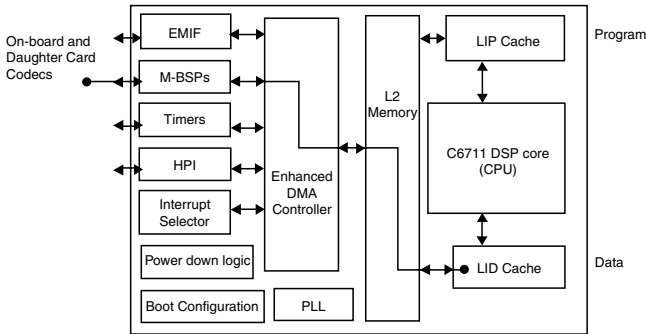 On-board and
Daughter Card
Codecs
EMIF
M-BSPs
Timers
HPI
Interrupt
Selector
Power down logic
Boot Configuration
PLL
Enhanced
DMA
Controller
L2
Memory
LIP Cache
C6711 DSP core
(CPU)
LID Cache
Program
Data